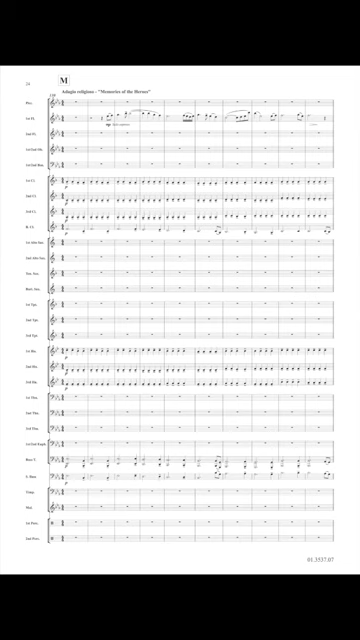 24
M
Adagio religioso - "Memories of the Heroes"
Picc.
1st Fl.
2nd Fl.
1st/2nd Ob.
1st/2nd Bsn.
1st Cl.
2nd Cl.
3rd Cl.
B. Cl.
1st Alto Sax.
2nd Alto Sax.
Ten. Sax.
Bari. Sax.
1st Tpt.
2nd Tpt.
3rd Tpt.
1st Hn.
2nd Hn.
3rd Hn.
1st Tbn.
2nd Tbn.
3rd Tbn.
1st/2nd Euph.
Bass T.
S. Bass
Timp.
Mal.
1st Perc.
2nd Perc.
01.3537.07